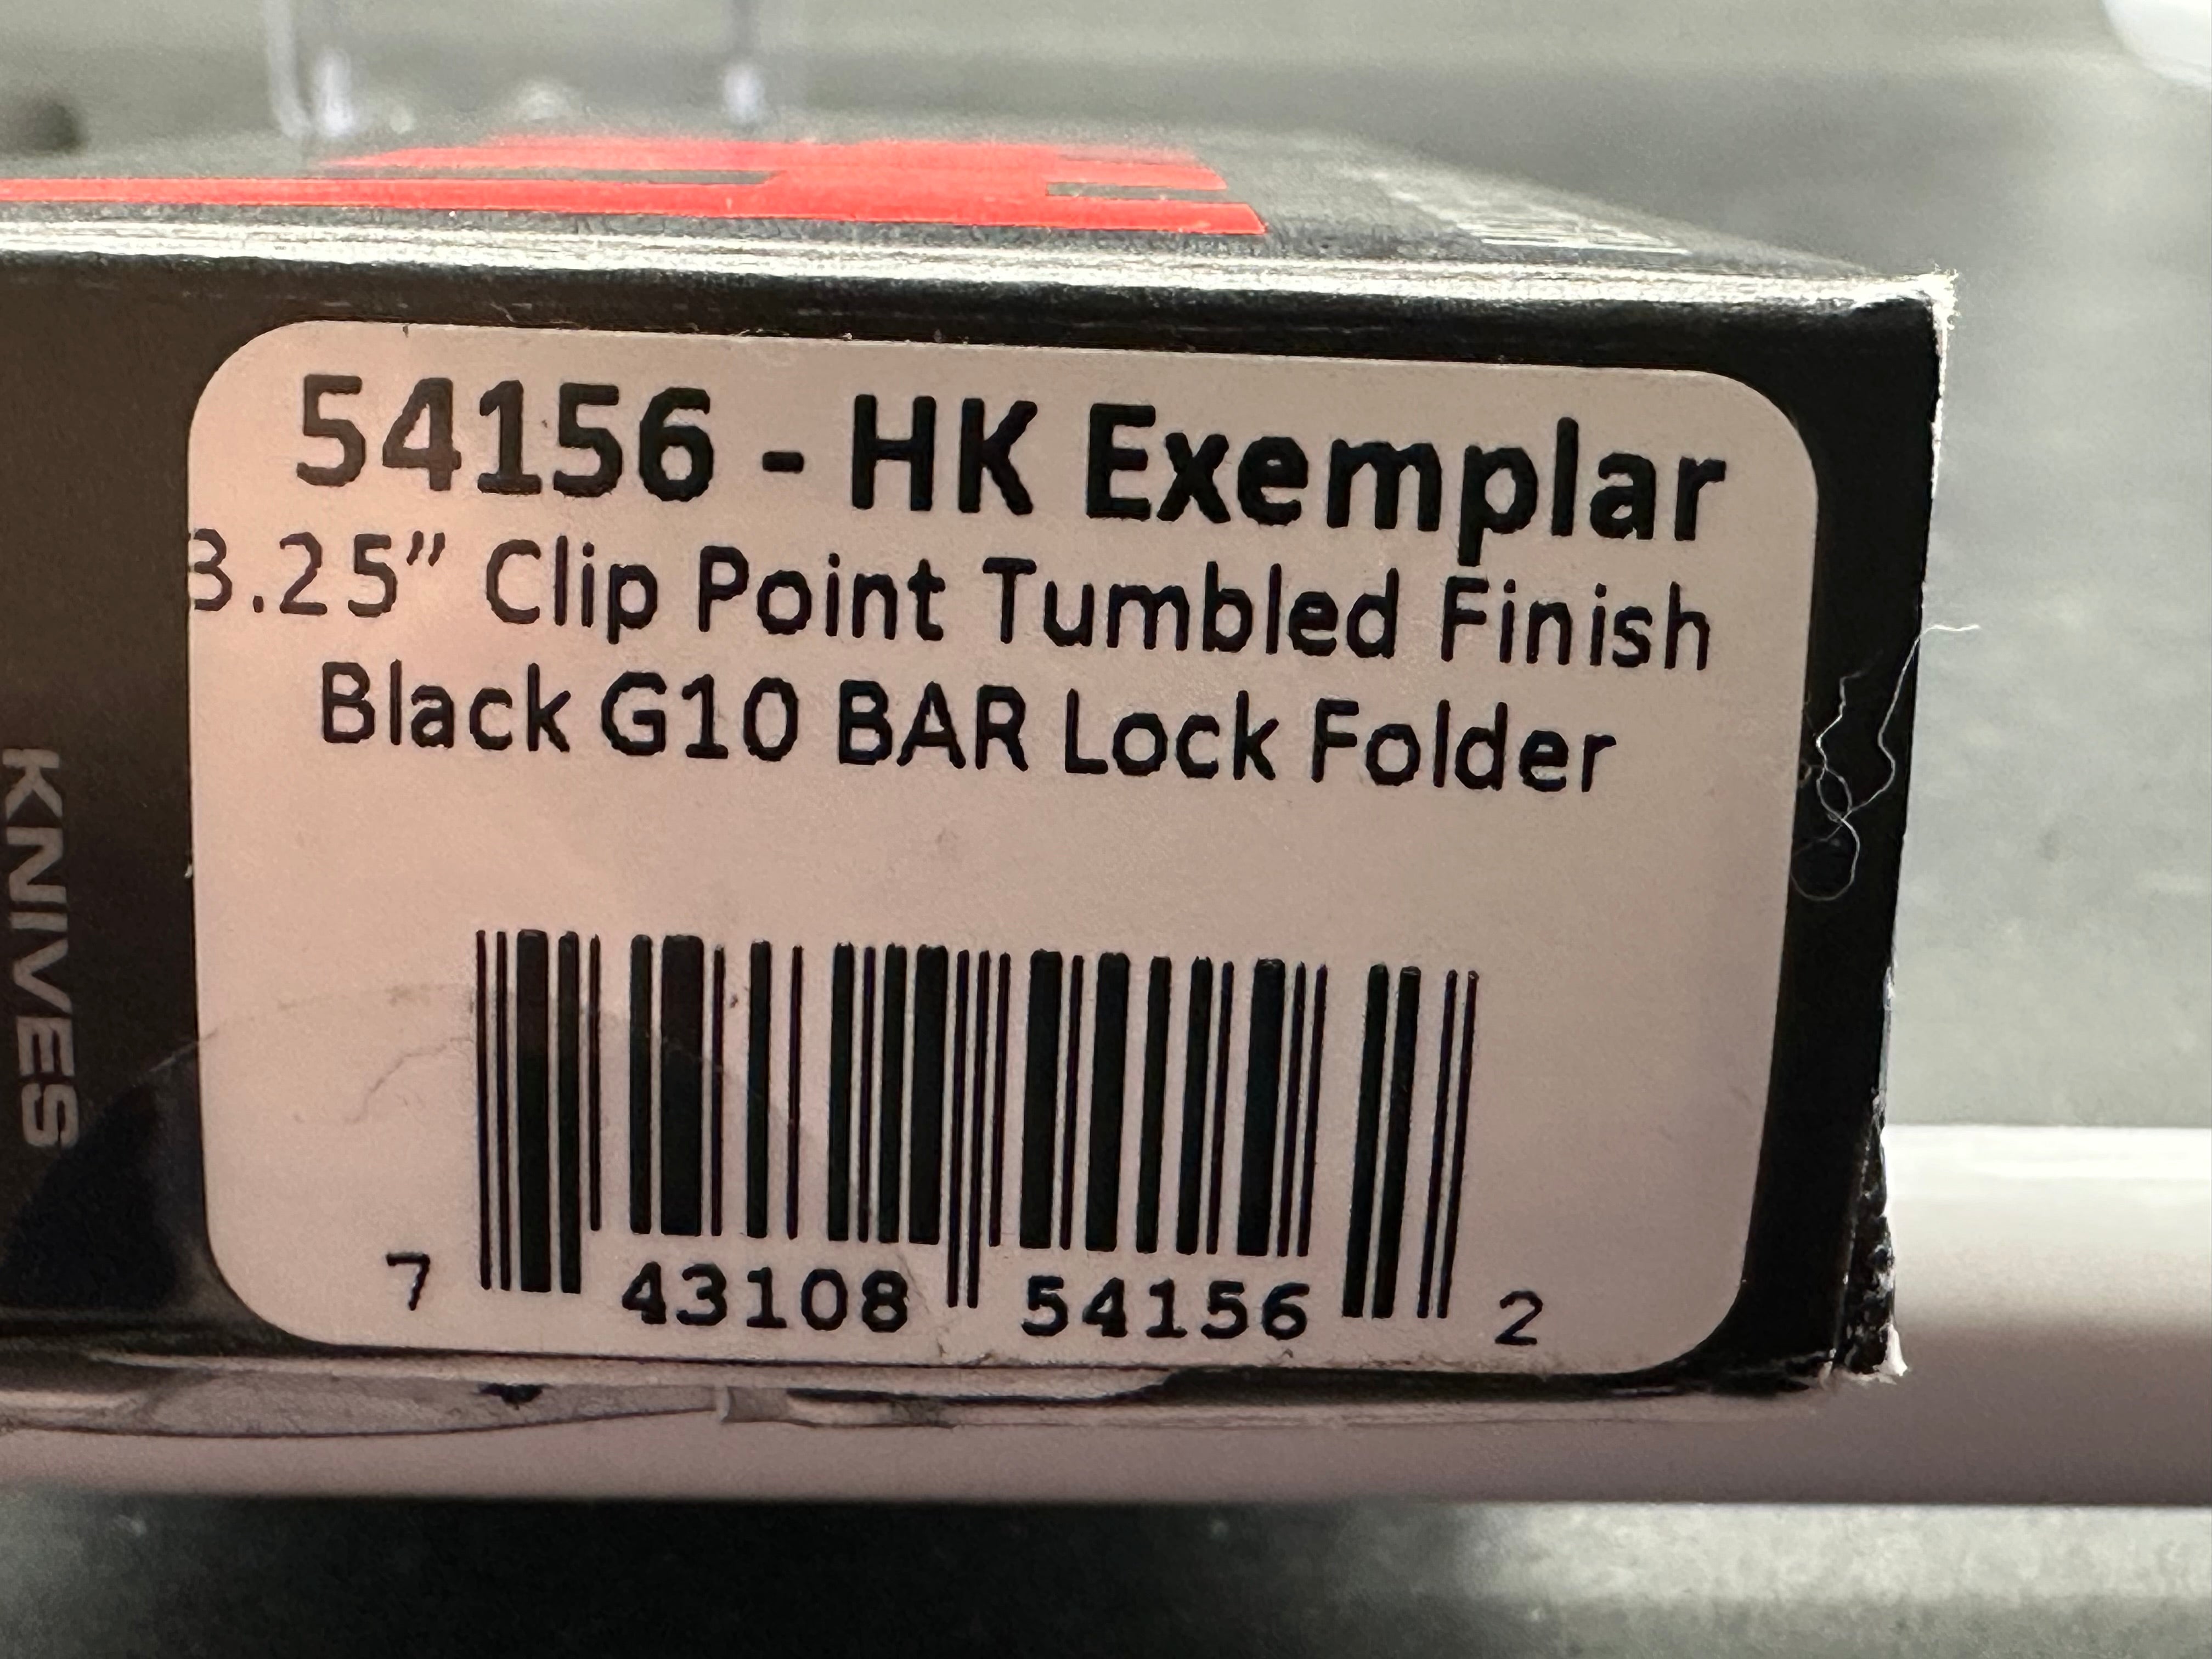 54156 - HK Exemplar
3.25” Clip Point Tumbled Finish
Black G10 BAR Lock Folder
7 43108 54156 2
KNIVES